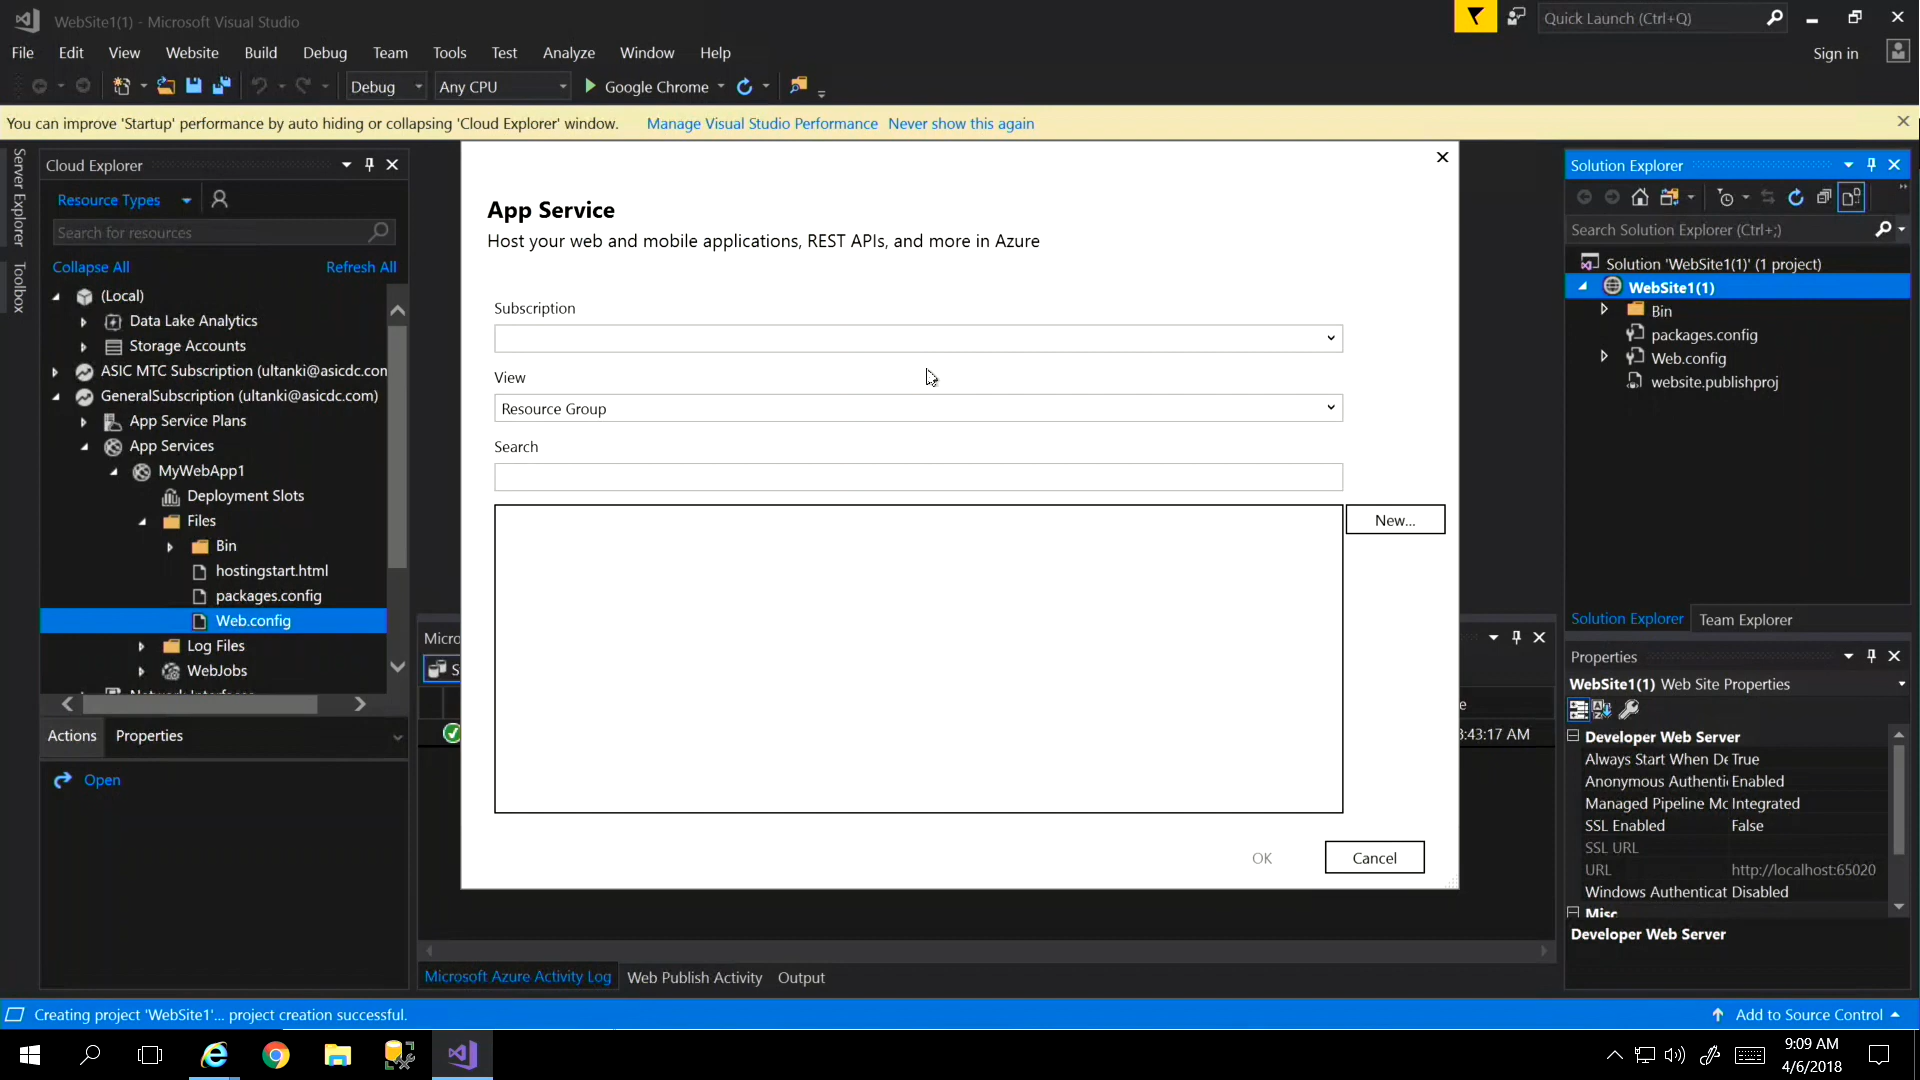 WebSite1(1) - Microsoft Visual Studio
Quick Launch (Ctrl+Q)
File Edit View Website Build Debug Team Tools Test Analyze Window Help
Sign in
Debug Any CPU Google Chrome
You can improve 'Startup' performance by auto hiding or collapsing 'Cloud Explorer' window. Manage Visual Studio Performance Never show this again
Server Explorer
Toolbox
Cloud Explorer
Resource Types
Search for resources
Collapse All Refresh All
(Local)
Data Lake Analytics
Storage Accounts
ASIC MTC Subscription (ultanki@asicdc.com
GeneralSubscription (ultanki@asicdc.com)
App Service Plans
App Services
MyWebApp1
Deployment Slots
Files
Bin
hostingstart.html
packages.config
Web.config
Log Files
WebJobs
Network Interfaces
Actions Properties
Open
App Service
Host your web and mobile applications, REST APIs, and more in Azure
Subscription
View
Resource Group
Search
New...
OK Cancel
Micro
S
e
3:43:17 AM
Microsoft Azure Activity Log Web Publish Activity Output
Solution Explorer
Search Solution Explorer (Ctrl+;)
Solution 'WebSite1(1)' (1 project)
WebSite1(1)
Bin
packages.config
Web.config
website.publishproj
Solution Explorer Team Explorer
Properties
WebSite1(1) Web Site Properties
Developer Web Server
Always Start When De True
Anonymous Authenti Enabled
Managed Pipeline Mo Integrated
SSL Enabled False
SSL URL
URL http://localhost:65020
Windows Authenticat Disabled
Misc
Developer Web Server
Creating project 'WebSite1'... project creation successful.
Add to Source Control
9:09 AM
4/6/2018